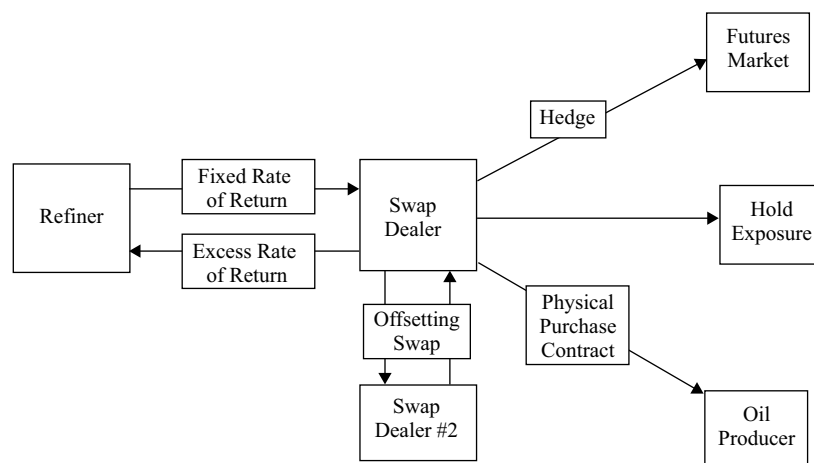 Futures
Market
Hedge
Fixed Rate
of Return
Refiner
Swap
Dealer
Hold
Exposure
Excess Rate
of Return
Physical
Purchase
Contract
Offsetting
Swap
Swap
Dealer #2
Oil
Producer